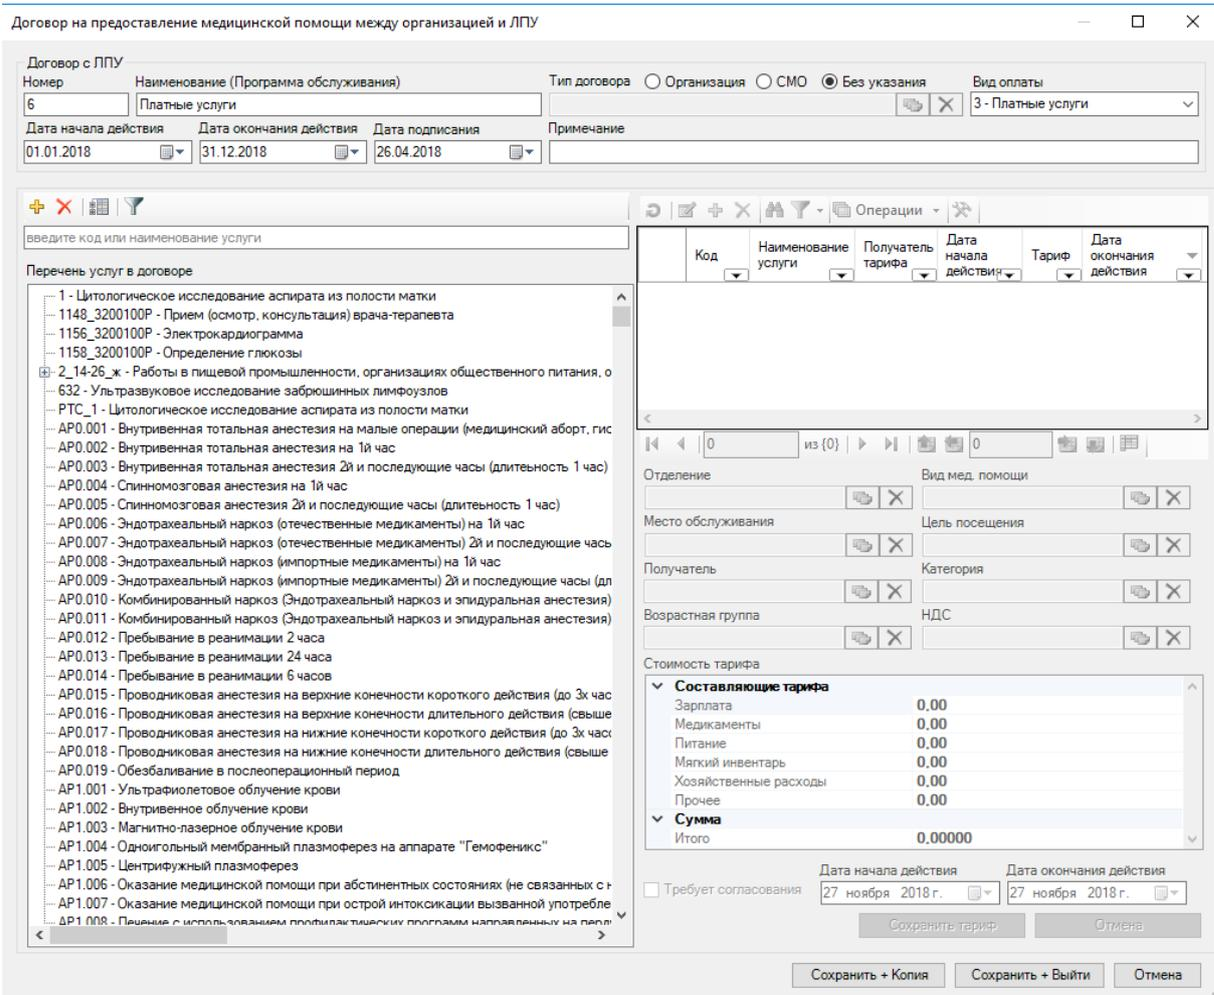 Договор на предоставление медицинской помощи между организацией и ЛПУ
Договор с ЛПУ
Номер Наименование (Программа обслуживания) Тип договора Организация СМО Без указания Вид оплаты
6 Платные услуги 3 - Платные услуги
Дата начала действия Дата окончания действия Дата подписания Примечание
01.01.2018 31.12.2018 26.04.2018
введите код или наименование услуги
Перечень услуг в договоре
1 - Цитологическое исследование аспирата из полости матки
1148_3200100Р - Прием (осмотр, консультация) врача-терапевта
1156_3200100Р - Электрокардиограмма
1158_3200100Р - Определение глюкозы
2_14-26_ж - Работы в пищевой промышленности, организациях общественного питания, о
632 - Ультразвуковое исследование забрюшинных лимфоузлов
РТС_1 - Цитологическое исследование аспирата из полости матки
АР0.001 - Внутривенная тотальная анестезия на малые операции (медицинский аборт, гис
АР0.002 - Внутривенная тотальная анестезия на 1й час
АР0.003 - Внутривенная тотальная анестезия 2й и последующие часы (длитеьность 1 час)
АР0.004 - Спинномозговая анестезия на 1й час
АР0.005 - Спинномозговая анестезия 2й и последующие часы (длитеьность 1 час)
АР0.006 - Эндотрахеальный наркоз (отечественные медикаменты) на 1й час
АР0.007 - Эндотрахеальный наркоз (отечественные медикаменты) 2й и последующие часы
АР0.008 - Эндотрахеальный наркоз (импортные медикаменты) на 1й час
АР0.009 - Эндотрахеальный наркоз (импортные медикаменты) 2й и последующие часы (дл
АР0.010 - Комбинированный наркоз (Эндотрахеальный наркоз и эпидуральная анестезия)
АР0.011 - Комбинированный наркоз (Эндотрахеальный наркоз и эпидуральная анестезия)
АР0.012 - Пребывание в реанимации 2 часа
АР0.013 - Пребывание в реанимации 24 часа
АР0.014 - Пребывание в реанимации 6 часов
АР0.015 - Проводниковая анестезия на верхние конечности короткого действия (до 3х час
АР0.016 - Проводниковая анестезия на верхние конечности длительного действия (свыше
АР0.017 - Проводниковая анестезия на нижние конечности короткого действия (до 3х часо
АР0.018 - Проводниковая анестезия на нижние конечности длительного действия (свыше
АР0.019 - Обезбаливание в послеоперационный период
АР1.001 - Ультрафиолетовое облучение крови
АР1.002 - Внутривенное облучение крови
АР1.003 - Магнитно-лазерное облучение крови
АР1.004 - Одноигольный мембранный плазмоферез на аппарате "Гемофеникс"
АР1.005 - Центрифужный плазмоферез
АР1.006 - Оказание медицинской помощи при абстинентных состояниях (не связанных с н
АР1.007 - Оказание медицинской помощи при острой интоксикации вызванной употребле
АР1.008 - Лечение с использованием профилактических программ направленных на перл
Операции
Код Наименование услуги Получатель тарифа Дата начала действия Тариф Дата окончания действия
0 из {0} 0
Отделение Вид мед. помощи
Место обслуживания Цель посещения
Получатель Категория
Возрастная группа НДС
Стоимость тарифа
Составляющие тарифа
Зарплата 0,00
Медикаменты 0,00
Питание 0,00
Мягкий инвентарь 0,00
Хозяйственные расходы 0,00
Прочее 0,00
Сумма
Итого 0,00000
Дата начала действия Дата окончания действия
Требует согласования 27 ноября 2018 г. 27 ноября 2018 г.
Сохранить тариф Отмена
Сохранить + Копия Сохранить + Выйти Отмена